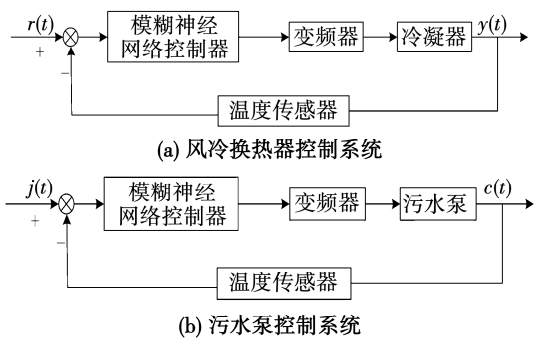 r(t)
+
−
模糊神经
网络控制器
变频器
冷凝器
y(t)
温度传感器
(a) 风冷换热器控制系统
j(t)
+
−
模糊神经
网络控制器
变频器
污水泵
c(t)
温度传感器
(b) 污水泵控制系统